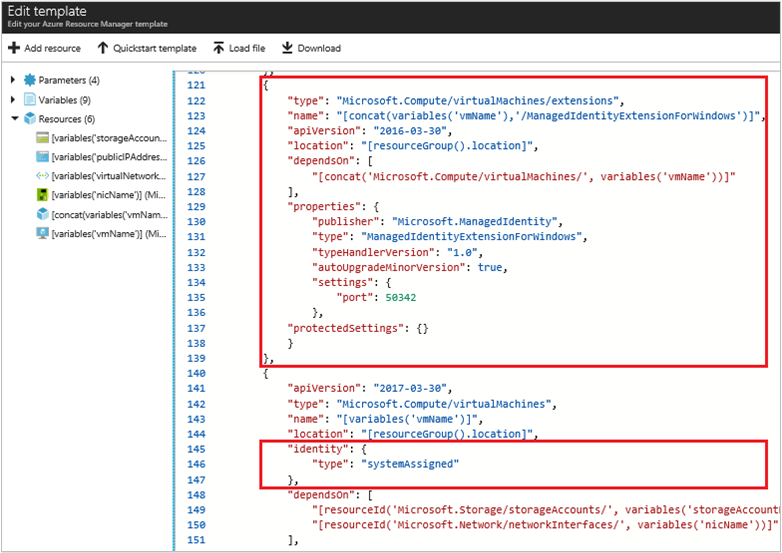 Edit template
Edit your Azure Resource Manager template
Add resource Quickstart template Load file Download
Parameters (4)
Variables (9)
Resources (6)
[variables('storageAccoun...
[variables('publicIPAddres...
[variables('virtualNetwork...
[variables('nicName')] (Mi...
[concat(variables('vmNam...
[variables('vmName')] (Mi...
120 },
121 {
122 "type": "Microsoft.Compute/virtualMachines/extensions",
123 "name": "[concat(variables('vmName'),'/ManagedIdentityExtensionForWindows')]",
124 "apiVersion": "2016-03-30",
125 "location": "[resourceGroup().location]",
126 "dependsOn": [
127 "[concat('Microsoft.Compute/virtualMachines/', variables('vmName'))]"
128 ],
129 "properties": {
130 "publisher": "Microsoft.ManagedIdentity",
131 "type": "ManagedIdentityExtensionForWindows",
132 "typeHandlerVersion": "1.0",
133 "autoUpgradeMinorVersion": true,
134 "settings": {
135 "port": 50342
136 },
137 "protectedSettings": {}
138 }
139 },
140 {
141 "apiVersion": "2017-03-30",
142 "type": "Microsoft.Compute/virtualMachines",
143 "name": "[variables('vmName')]",
144 "location": "[resourceGroup().location]",
145 "identity": {
146 "type": "systemAssigned"
147 },
148 "dependsOn": [
149 "[resourceId('Microsoft.Storage/storageAccounts/', variables('storageAccount
150 "[resourceId('Microsoft.Network/networkInterfaces/', variables('nicName'))]"
151 ],